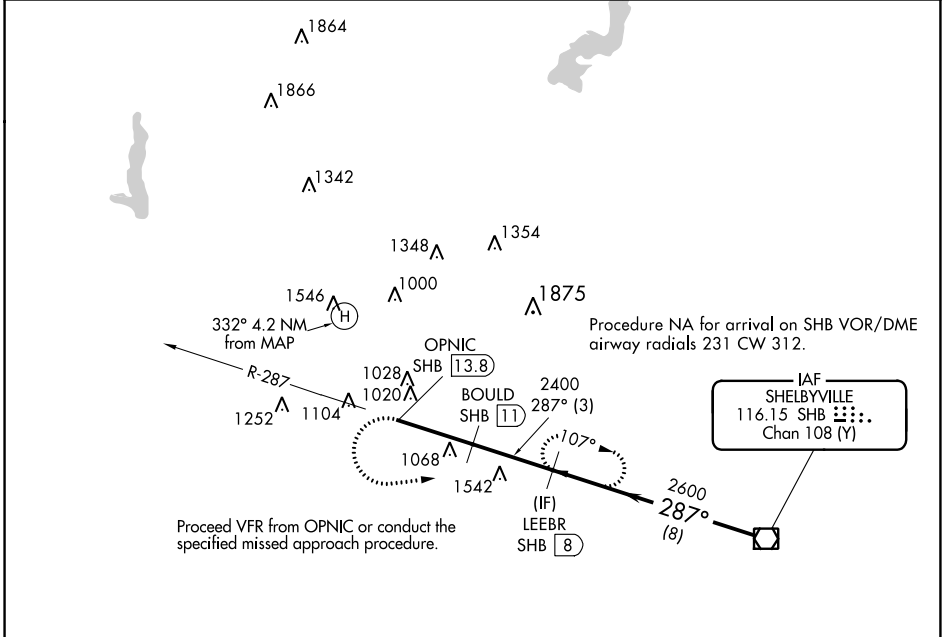 1864
1866
1342
1354
1348
1000
1875
1546
H
332° 4.2 NM
from MAP
Procedure NA for arrival on SHB VOR/DME
airway radials 231 CW 312.
OPNIC
SHB 13.8
R-287
1028
1020
1252
1104
BOULD
SHB 11
2400
287° (3)
IAF
SHELBYVILLE
116.15 SHB
Chan 108 (Y)
107°
1068
1542
(IF)
LEEBR
SHB 8
2600
287°
(8)
Proceed VFR from OPNIC or conduct the
specified missed approach procedure.